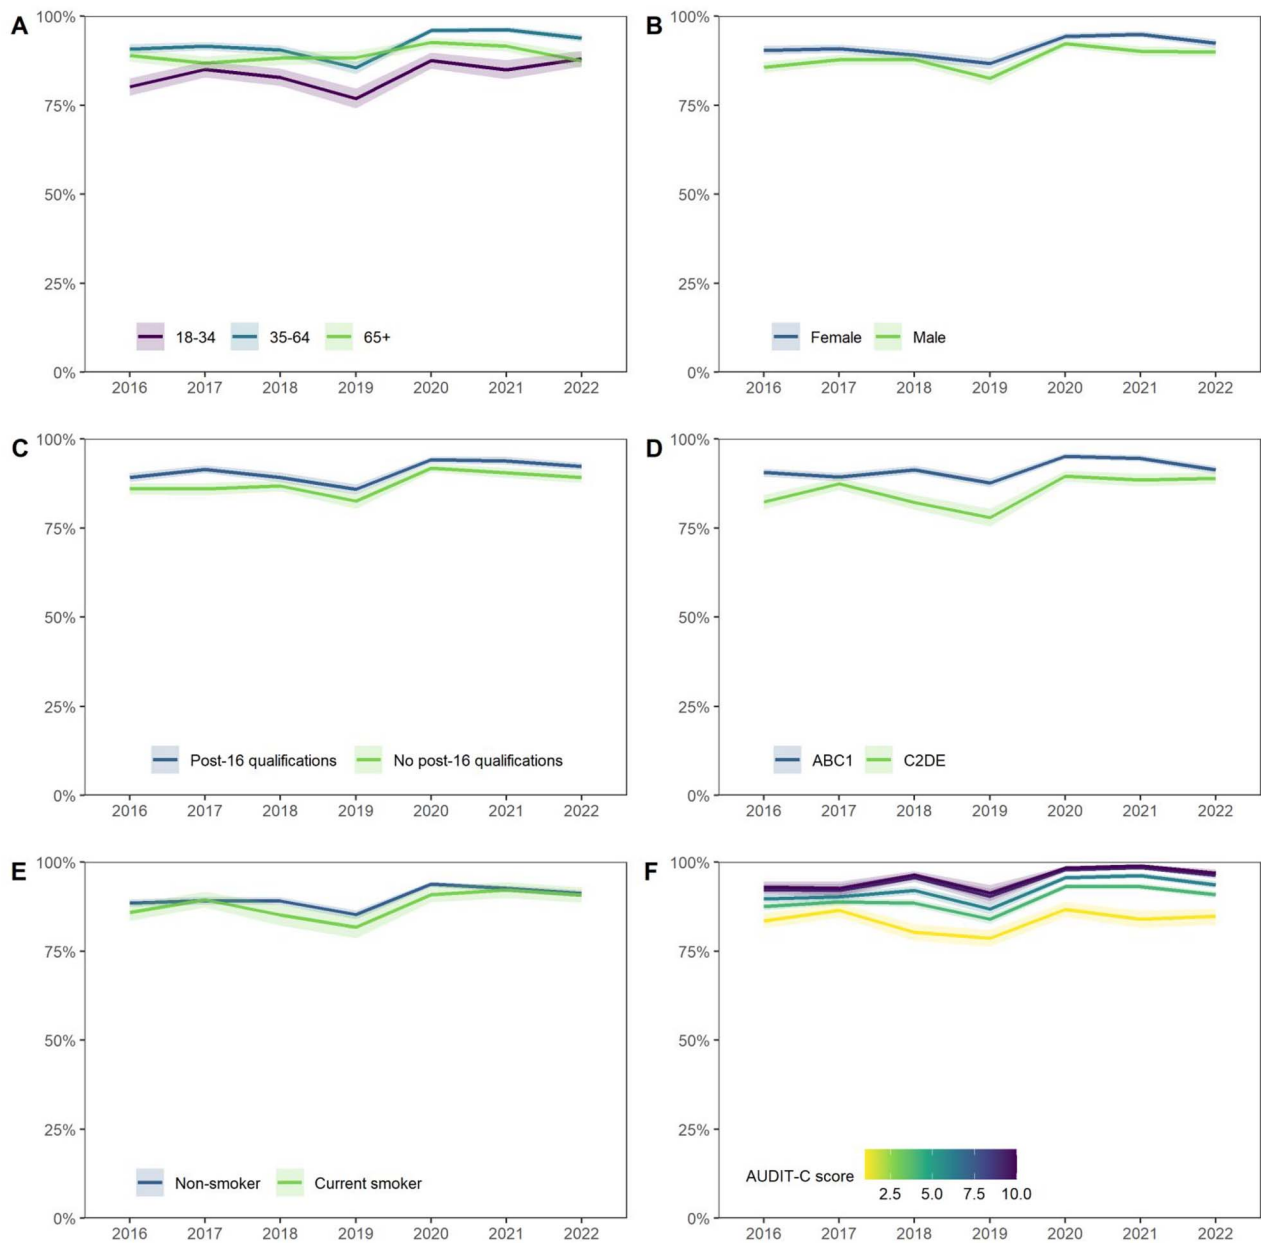 A
100%
75%
50%
25%
0%
18-34 35-64 65+
2016 2017 2018 2019 2020 2021 2022
B
100%
75%
50%
25%
0%
Female Male
2016 2017 2018 2019 2020 2021 2022
C
100%
75%
50%
25%
0%
Post-16 qualifications No post-16 qualifications
2016 2017 2018 2019 2020 2021 2022
D
100%
75%
50%
25%
0%
ABC1 C2DE
2016 2017 2018 2019 2020 2021 2022
E
100%
75%
50%
25%
0%
Non-smoker Current smoker
2016 2017 2018 2019 2020 2021 2022
F
100%
75%
50%
25%
0%
AUDIT-C score
2.5 5.0 7.5 10.0
2016 2017 2018 2019 2020 2021 2022